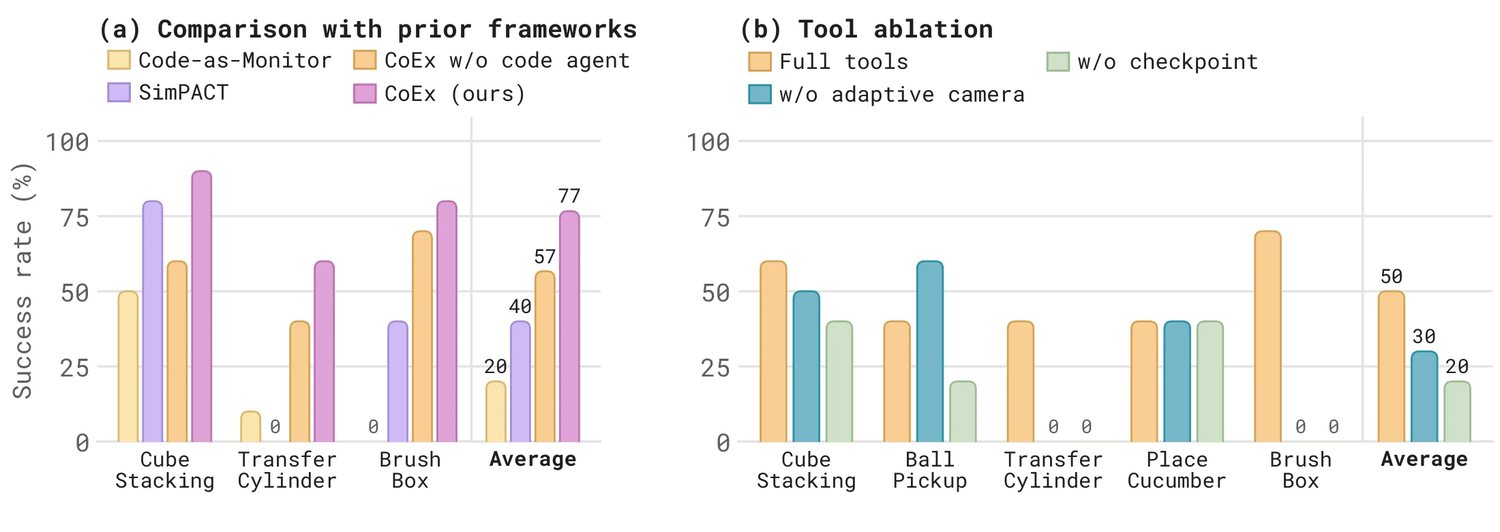 (a) Comparison with prior frameworks
Code-as-Monitor
CoEx w/o code agent
SimPACT
CoEx (ours)
Success rate (%)
100
75
50
25
0
0
0
20
40
57
77
Cube Stacking
Transfer Cylinder
Brush Box
Average
(b) Tool ablation
Full tools
w/o checkpoint
w/o adaptive camera
100
75
50
25
0
0
0
0
0
50
30
20
Cube Stacking
Ball Pickup
Transfer Cylinder
Place Cucumber
Brush Box
Average